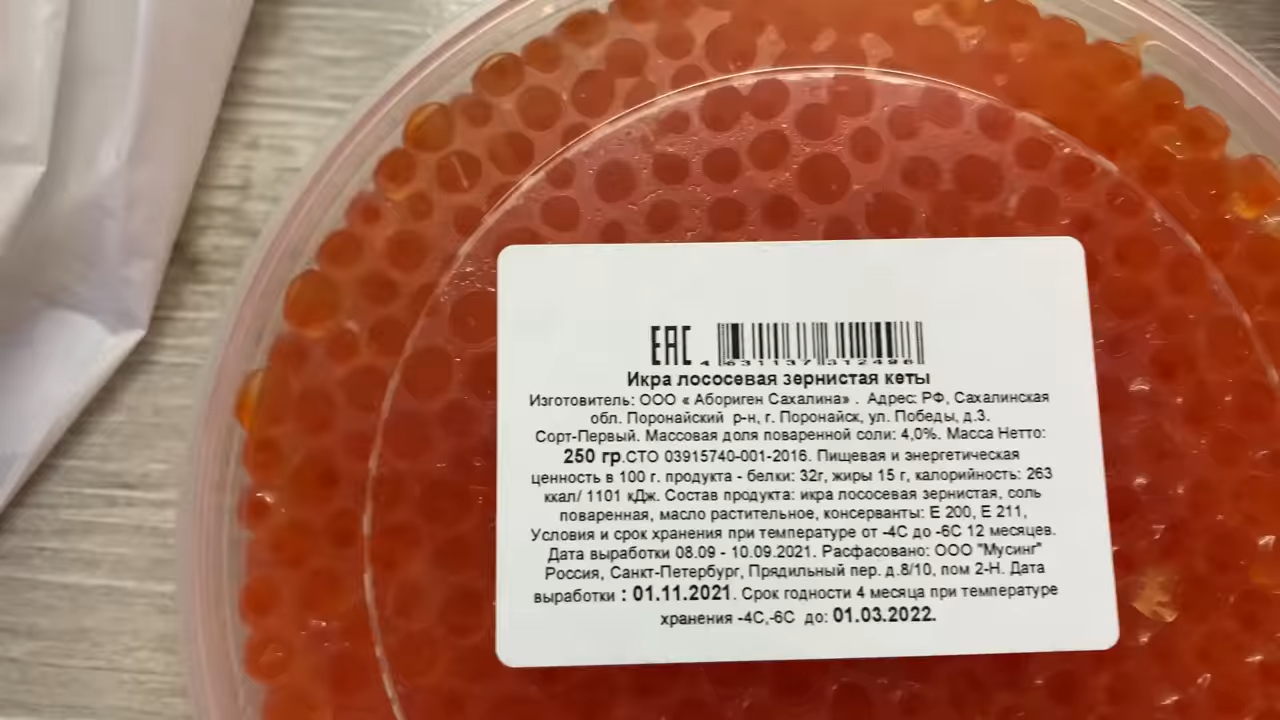 EAC
4 631137 312496
Икра лососевая зернистая кеты
Изготовитель: ООО « Абориген Сахалина» . Адрес: РФ, Сахалинская
обл. Поронайский р-н, г. Поронайск, ул. Победы, д.3.
Сорт-Первый. Массовая доля поваренной соли: 4,0%. Масса Нетто:
250 гр.СТО 03915740-001-2016. Пищевая и энергетическая
ценность в 100 г. продукта - белки: 32г, жиры 15 г, калорийность: 263
ккал/ 1101 кДж. Состав продукта: икра лососевая зернистая, соль
поваренная, масло растительное, консерванты: Е 200, Е 211,
Условия и срок хранения при температуре от -4С до -6С 12 месяцев.
Дата выработки 08.09 - 10.09.2021. Расфасовано: ООО "Мусинг"
Россия, Санкт-Петербург, Прядильный пер. д.8/10, пом 2-Н. Дата
выработки : 01.11.2021. Срок годности 4 месяца при температуре
хранения -4С,-6С до: 01.03.2022.